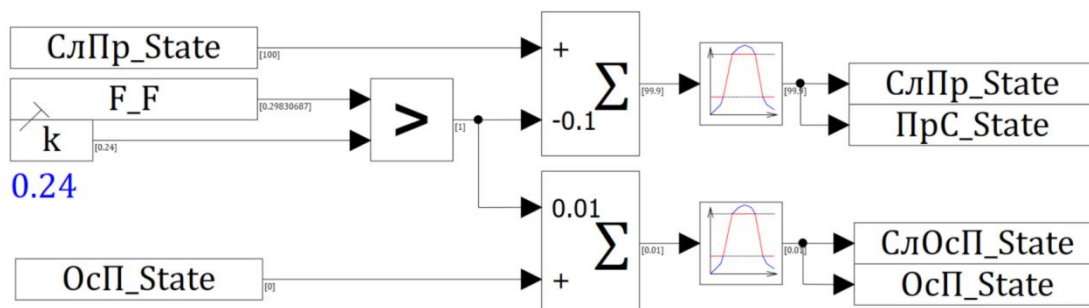 СлПр_State
[100]
+
-0.1
Σ
[99.9]
[99.9]
СлПр_State
ПрС_State
F_F
[0.29830687]
k
[0.24]
0.24
>
[1]
0.01
+
Σ
[0.01]
[0.01]
СлОсП_State
ОсП_State
ОсП_State
[0]